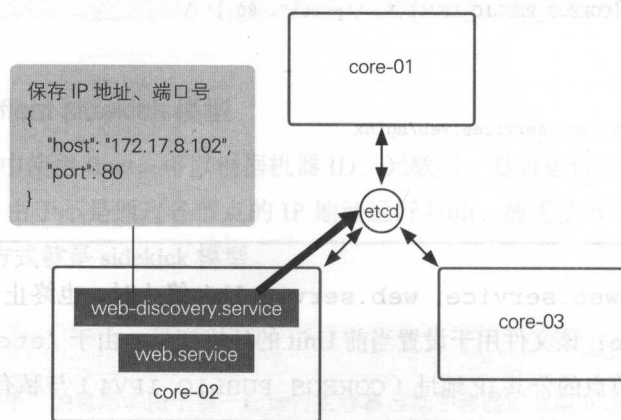 保存 IP 地址、端口号
{
"host": "172.17.8.102",
"port": 80
}
core-01
etcd
web-discovery.service
web.service
core-02
core-03